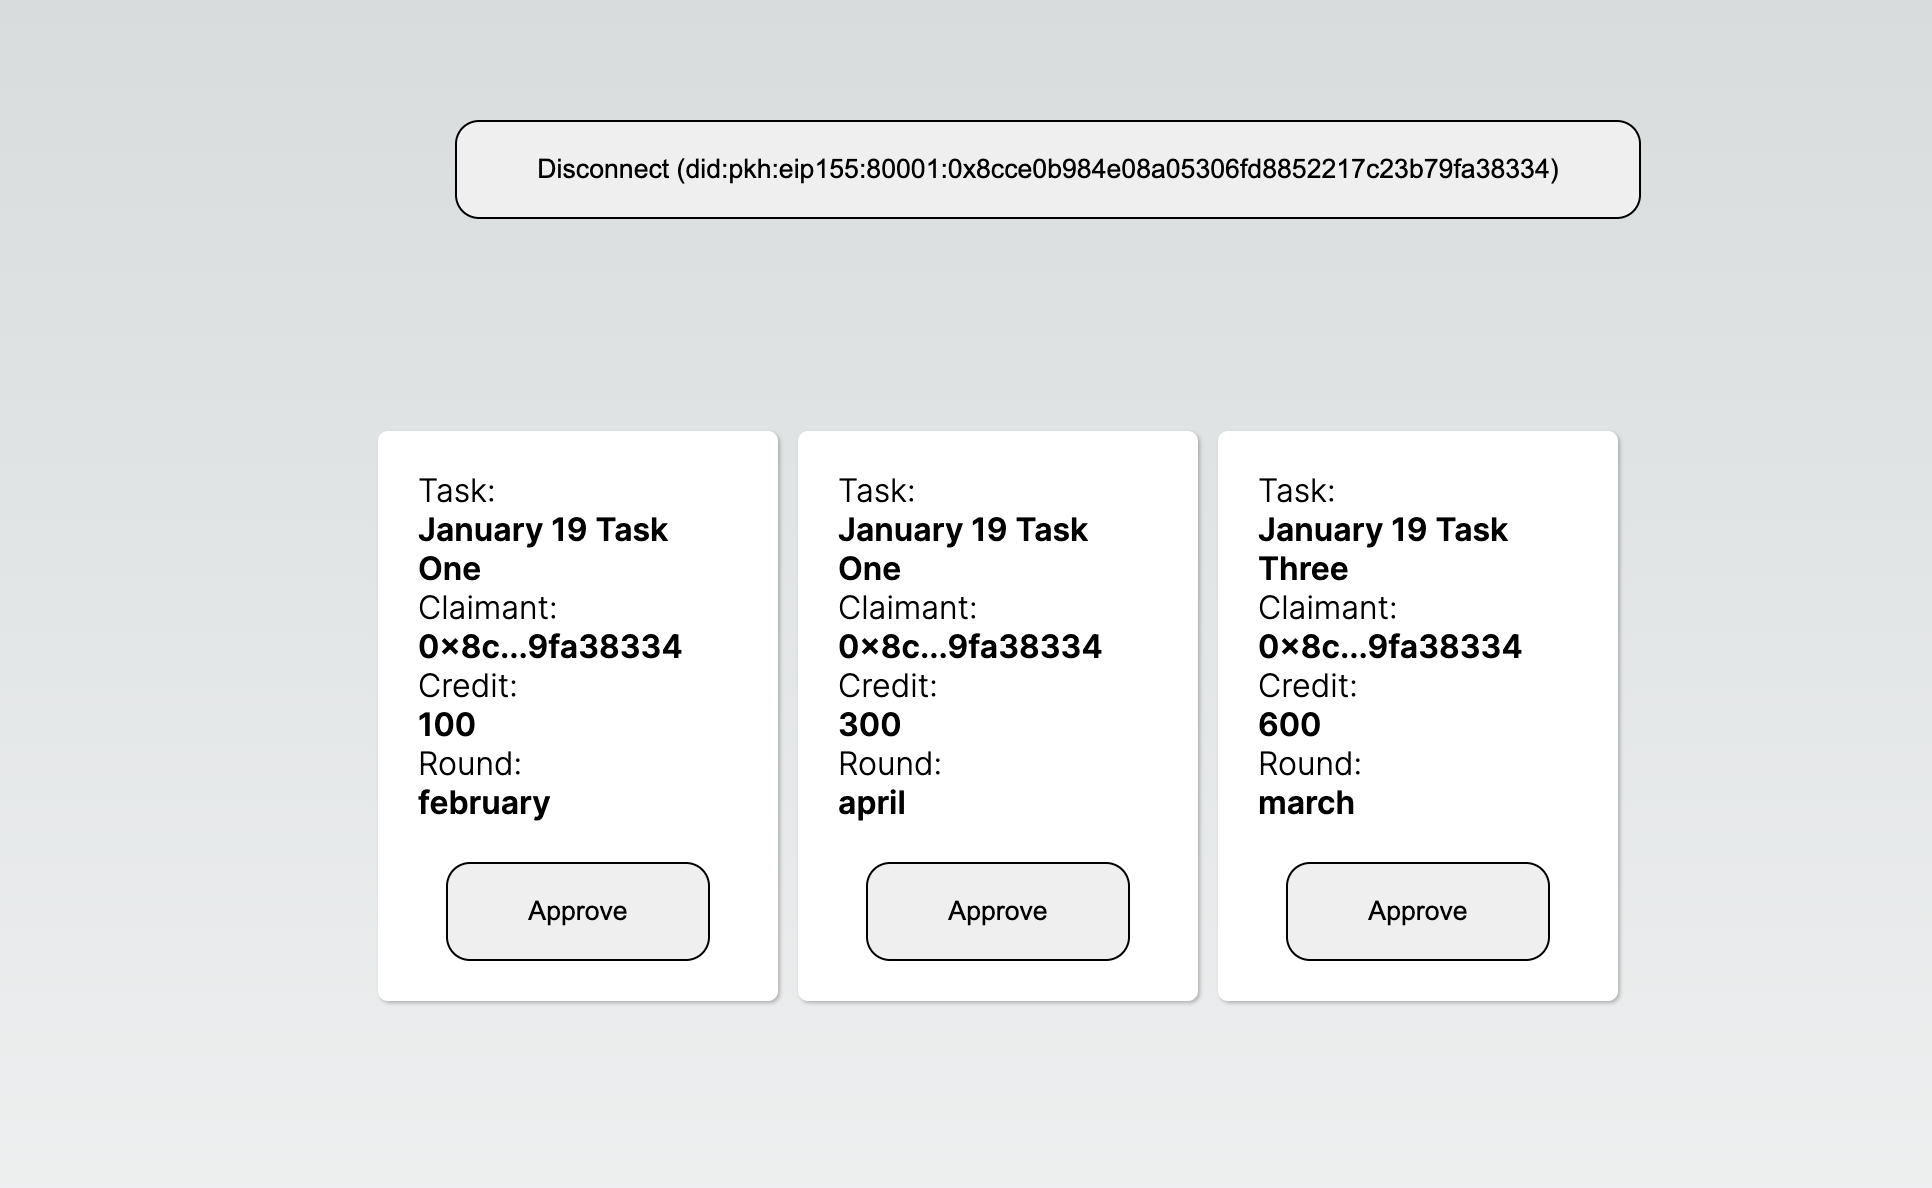 Disconnect (did:pkh:eip155:80001:0x8cce0b984e08a05306fd8852217c23b79fa38334)
Task:
January 19 Task
One
Claimant:
0x8c...9fa38334
Credit:
100
Round:
february
Approve
Task:
January 19 Task
One
Claimant:
0x8c...9fa38334
Credit:
300
Round:
april
Approve
Task:
January 19 Task
Three
Claimant:
0x8c...9fa38334
Credit:
600
Round:
march
Approve